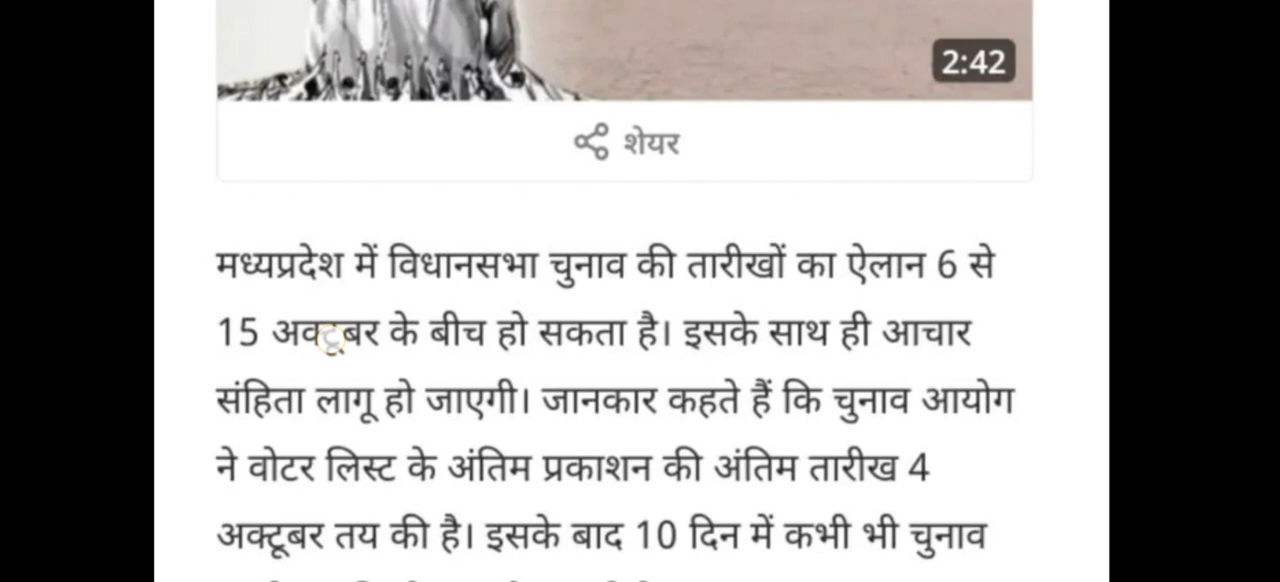 2:42
शेयर
मध्यप्रदेश में विधानसभा चुनाव की तारीखों का ऐलान 6 से
15 अक्टूबर के बीच हो सकता है। इसके साथ ही आचार
संहिता लागू हो जाएगी। जानकार कहते हैं कि चुनाव आयोग
ने वोटर लिस्ट के अंतिम प्रकाशन की अंतिम तारीख 4
अक्टूबर तय की है। इसके बाद 10 दिन में कभी भी चुनाव